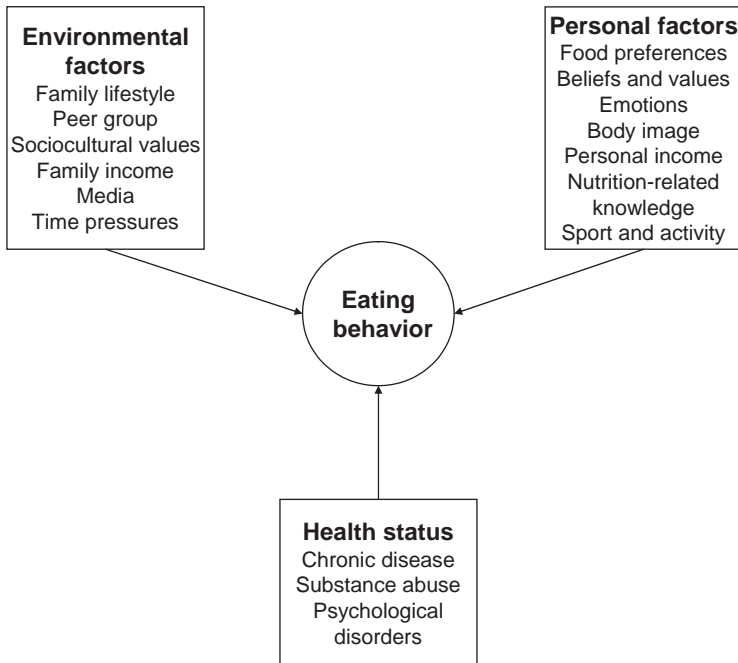 Environmental
factors
Family lifestyle
Peer group
Sociocultural values
Family income
Media
Time pressures
Personal factors
Food preferences
Beliefs and values
Emotions
Body image
Personal income
Nutrition-related
knowledge
Sport and activity
Eating
behavior
Health status
Chronic disease
Substance abuse
Psychological
disorders